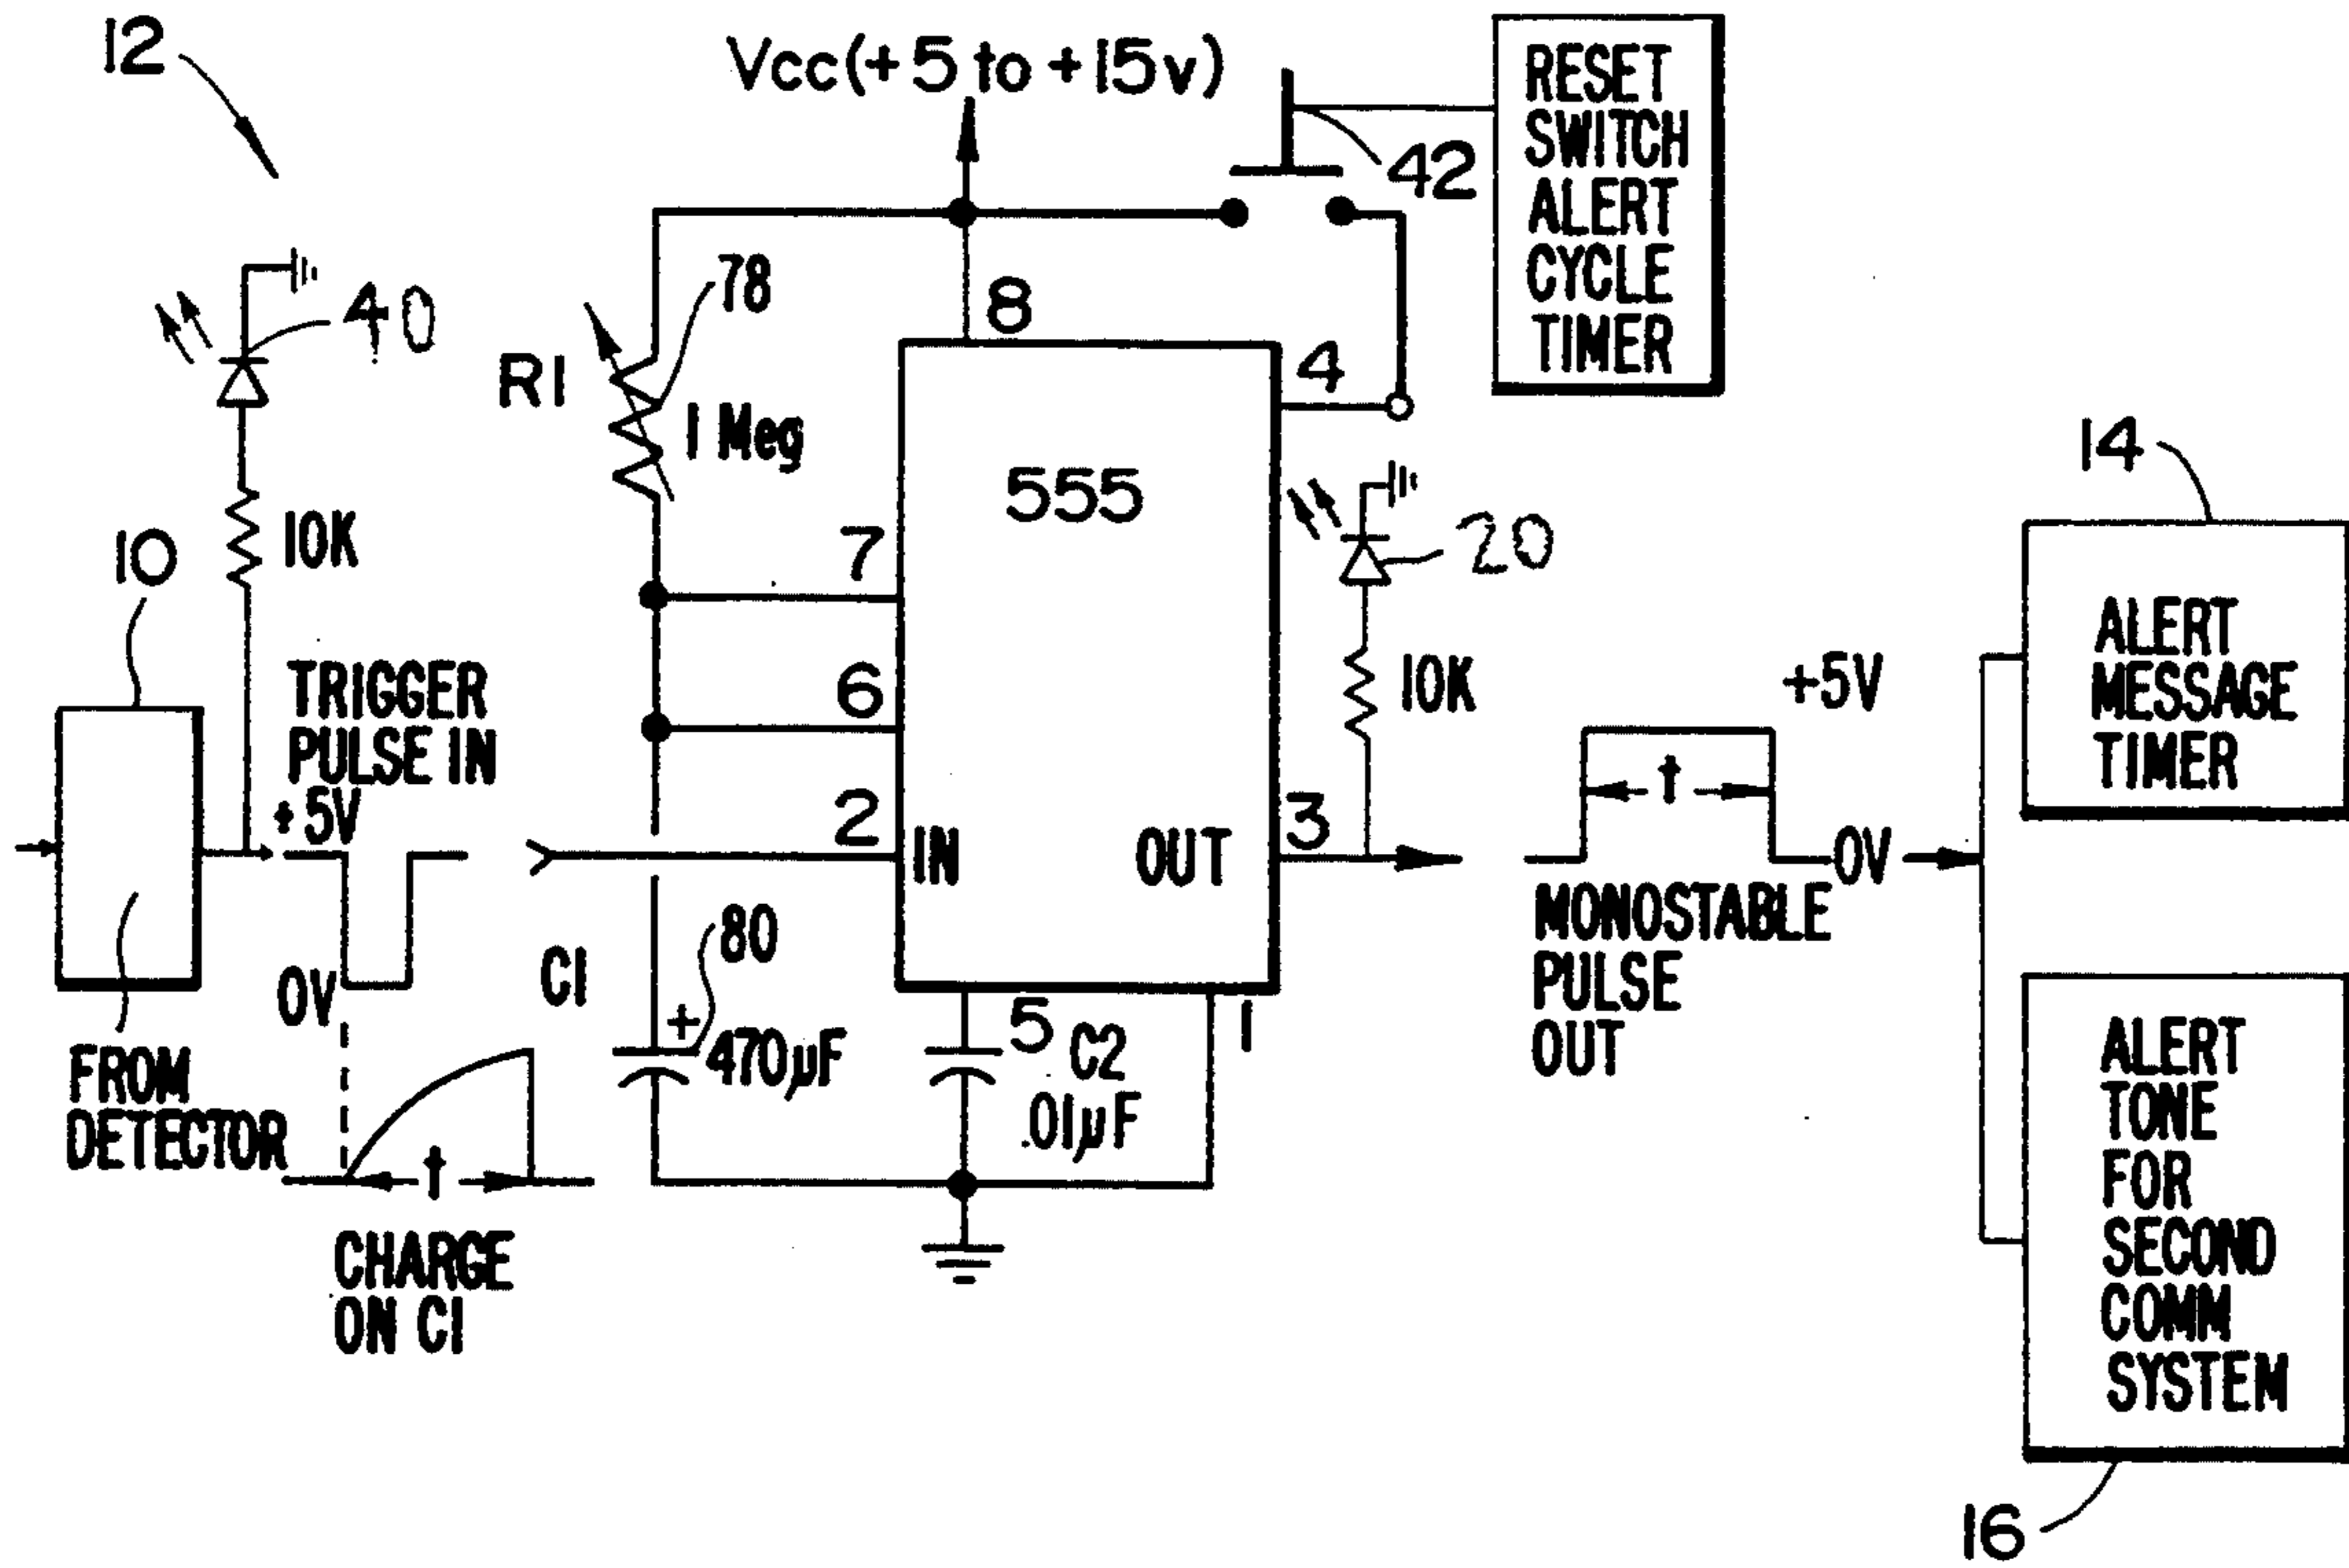 12
Vcc(+5 to +15v)
RESET
SWITCH
ALERT
CYCLE
TIMER
42
78
8
40
R1
1 Meg
4
555
14
10K
20
10
7
ALERT
MESSAGE
TIMER
TRIGGER
PULSE IN
+5V
6
10K
+5V
2
IN
OUT
3
t
0V
0V
C1
80
MONOSTABLE
PULSE
OUT
+
470μF
5
C2
.01μF
1
FROM
DETECTOR
t
CHARGE
ON C1
ALERT
TONE
FOR
SECOND
COMM
SYSTEM
16